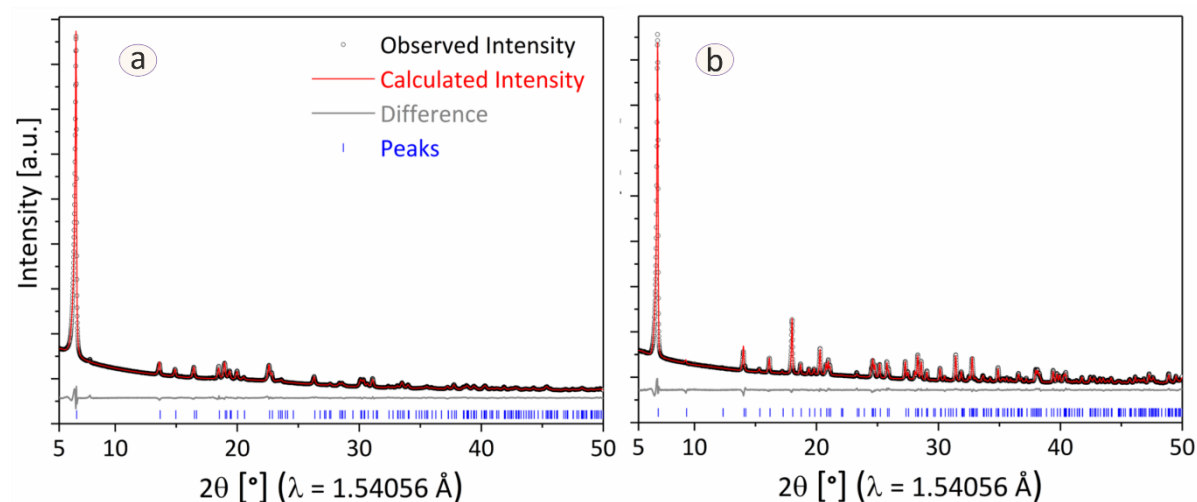 a
Observed Intensity
Calculated Intensity
Difference
Peaks
Intensity [a.u.]
5 10 20 30 40 50
2θ [°] (λ = 1.54056 Å)
b
5 10 20 30 40 50
2θ [°] (λ = 1.54056 Å)